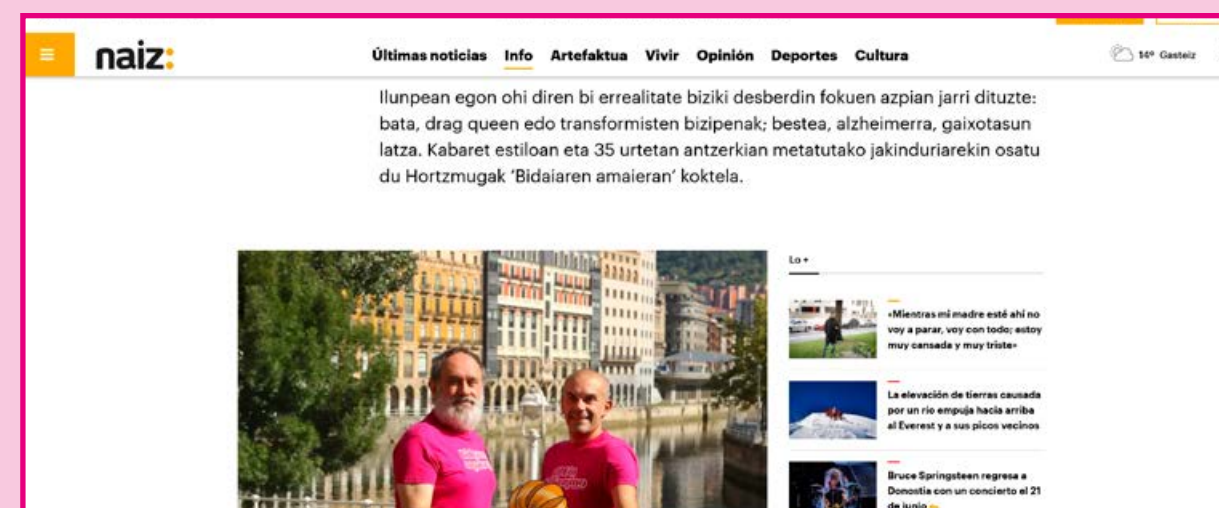 naiz:
Últimas noticias Info Artefaktua Vivir Opinión Deportes Cultura
14º Gasteiz
Ilunpean egon ohi diren bi errealitate biziki desberdin fokuen azpian jarri dituzte:
bata, drag queen edo transformisten bizipenak; bestea, alzheimerra, gaixotasun
latza. Kabaret estiloan eta 35 urtetan antzerkian metatutako jakinduriarekin osatu
du Hortzmugak ‘Bidaiaren amaieran’ koktela.
Lo +
«Mientras mi madre esté ahí no
voy a parar, voy con todo; estoy
muy cansada y muy triste»
La elevación de tierras causada
por un río empuja hacia arriba
al Everest y a sus picos vecinos
Bruce Springsteen regresa a
Donostia con un concierto el 21
de junio